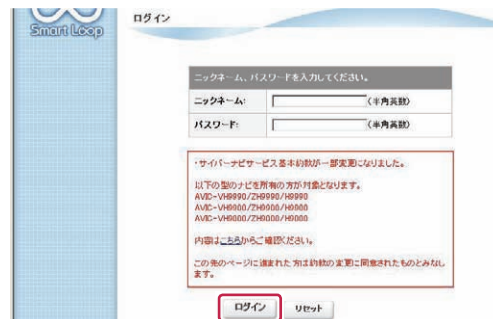 Smart Loop
ログイン
ニックネーム、パスワードを入力してください。
ニックネーム: (半角英数)
パスワード: (半角英数)
・サイバーナビサービス基本約款が一部変更になりました。
以下の型のナビを所有の方が対象となります。
AVIC-VH9990/ZH9990/H9990
AVIC-VH9900/ZH9900/H9900
AVIC-VH9000/ZH9000/H9000
内容はこちらからご確認ください。
この先のページに進まれた方は約款の変更に同意されたものとみなし
ます。
ログイン リセット